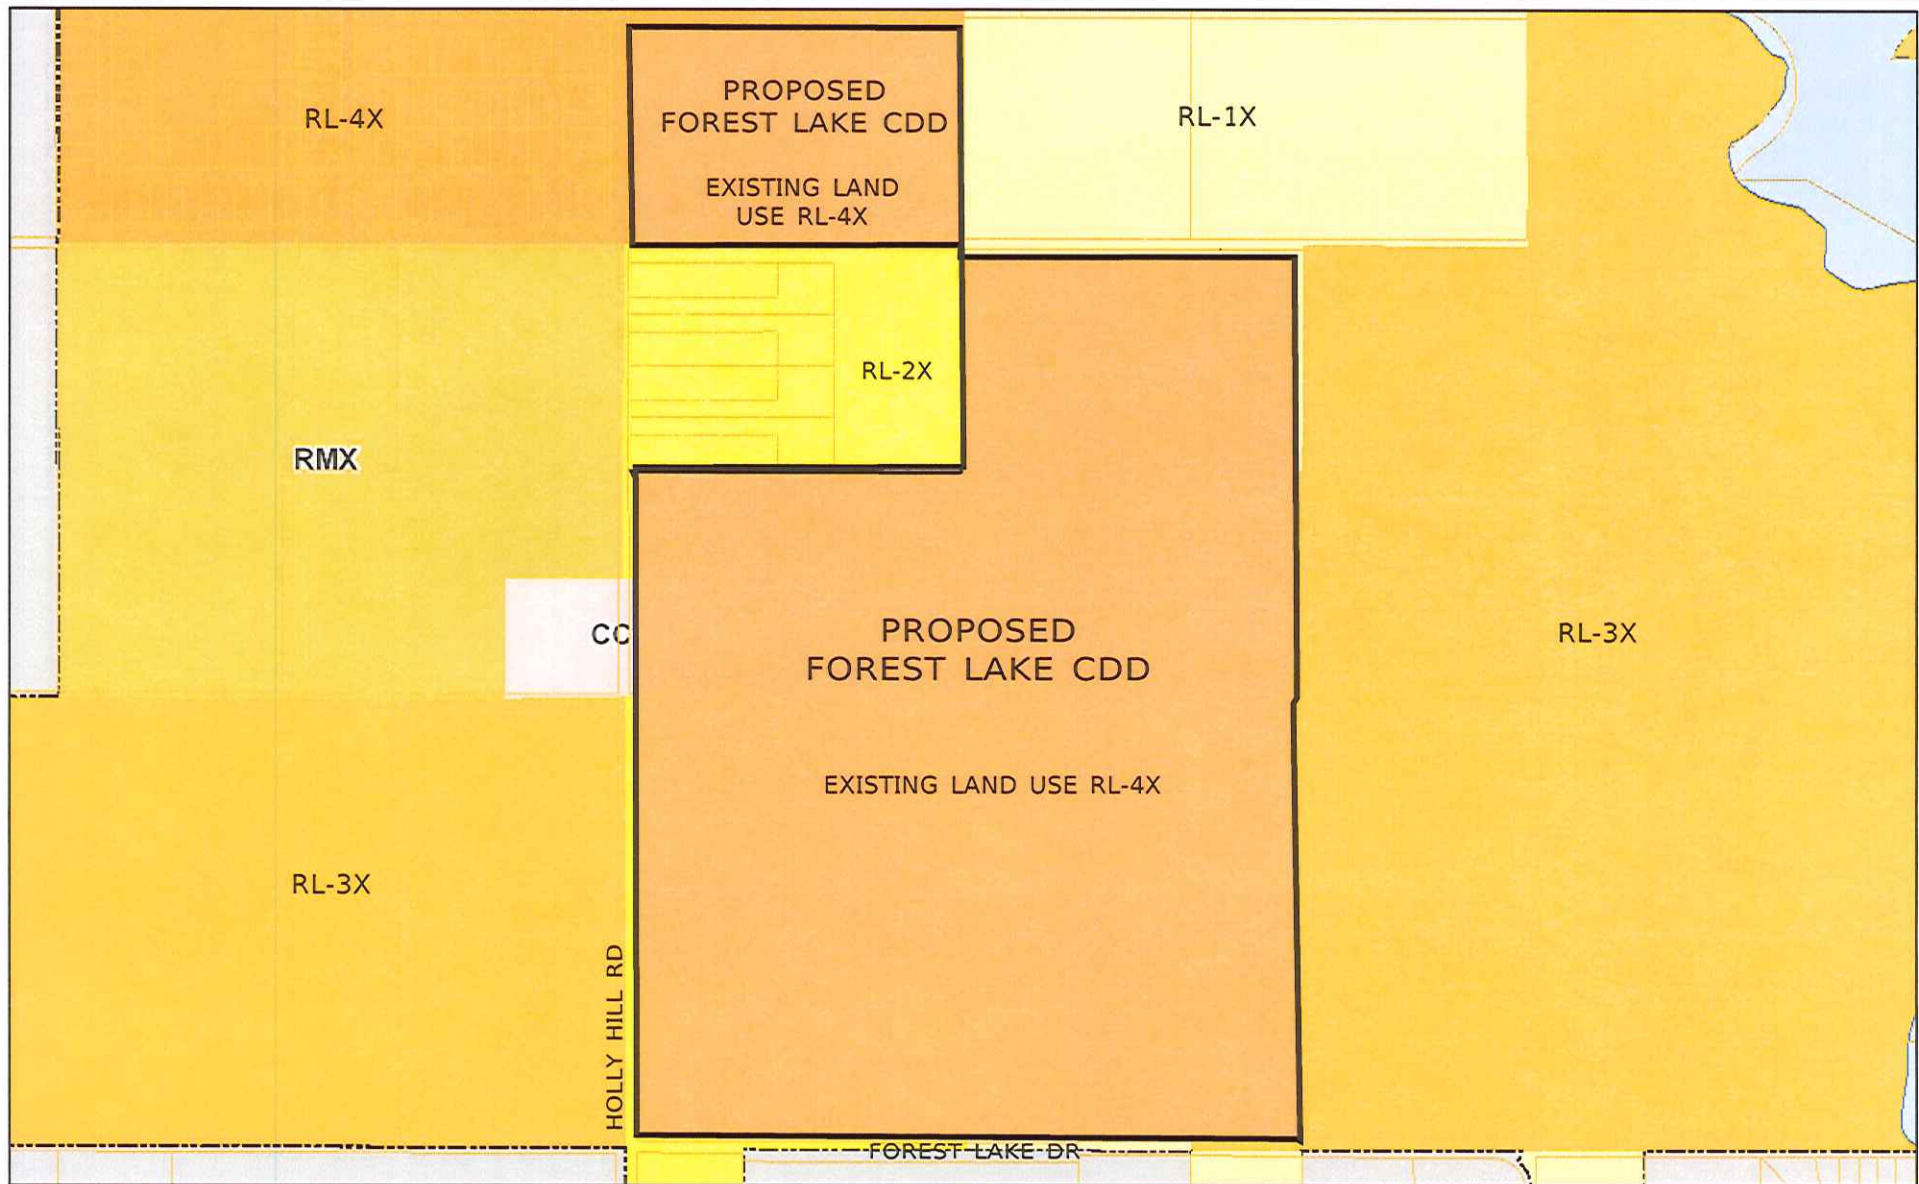 RL-4X
PROPOSED
FOREST LAKE CDD
EXISTING LAND
USE RL-4X
RL-1X
RL-2X
RMX
CC
PROPOSED
FOREST LAKE CDD
EXISTING LAND USE RL-4X
RL-3X
RL-3X
HOLLY HILL RD
FOREST LAKE DR